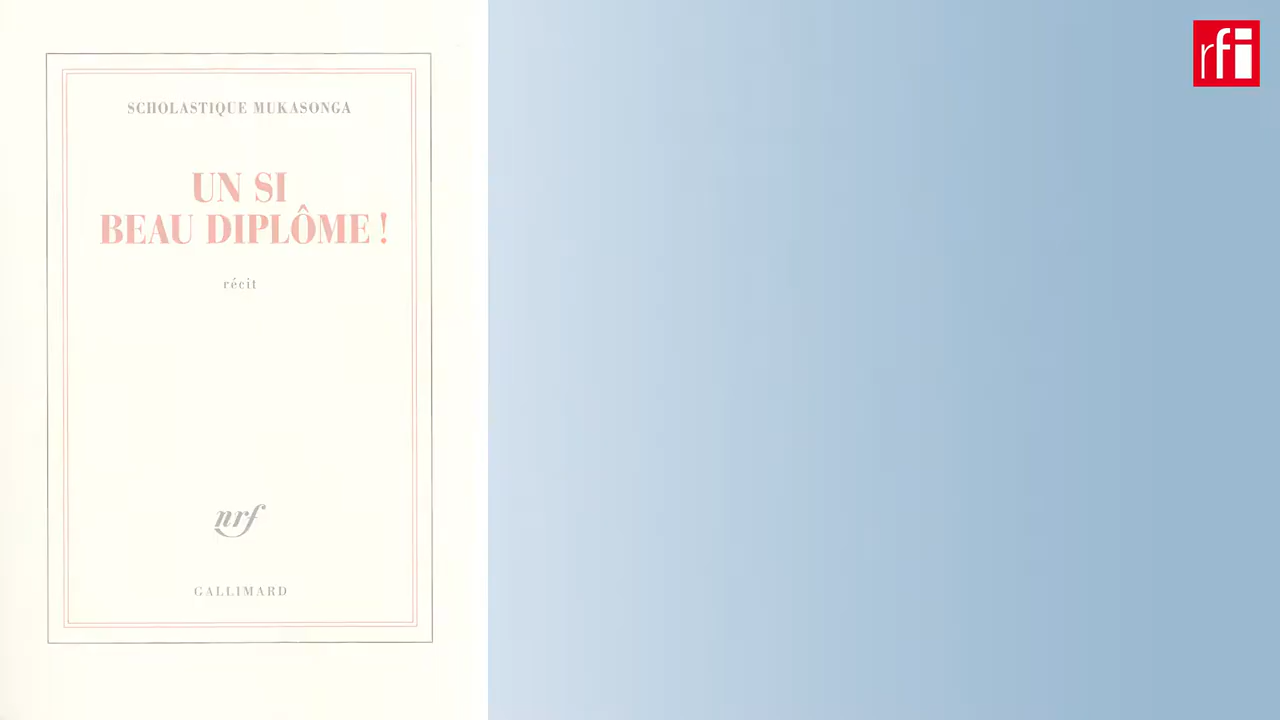 SCHOLASTIQUE MUKASONGA
UN SI
BEAU DIPLÔME !
récit
nrf
GALLIMARD
rfi